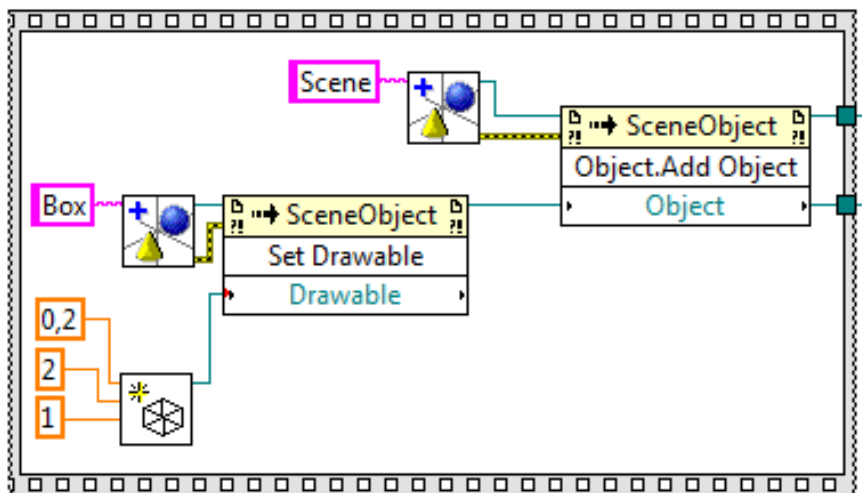 Scene
SceneObject
Object.Add Object
Object
Box
SceneObject
Set Drawable
Drawable
0,2
2
1